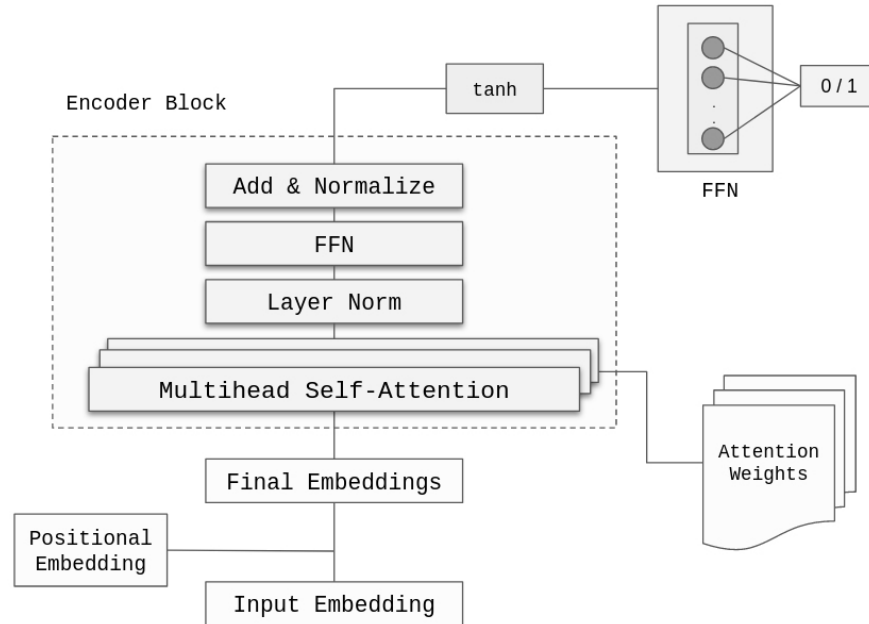 tanh
0 / 1
FFN
Encoder Block
Add & Normalize
FFN
Layer Norm
Multihead Self-Attention
Attention
Weights
Final Embeddings
Positional
Embedding
Input Embedding